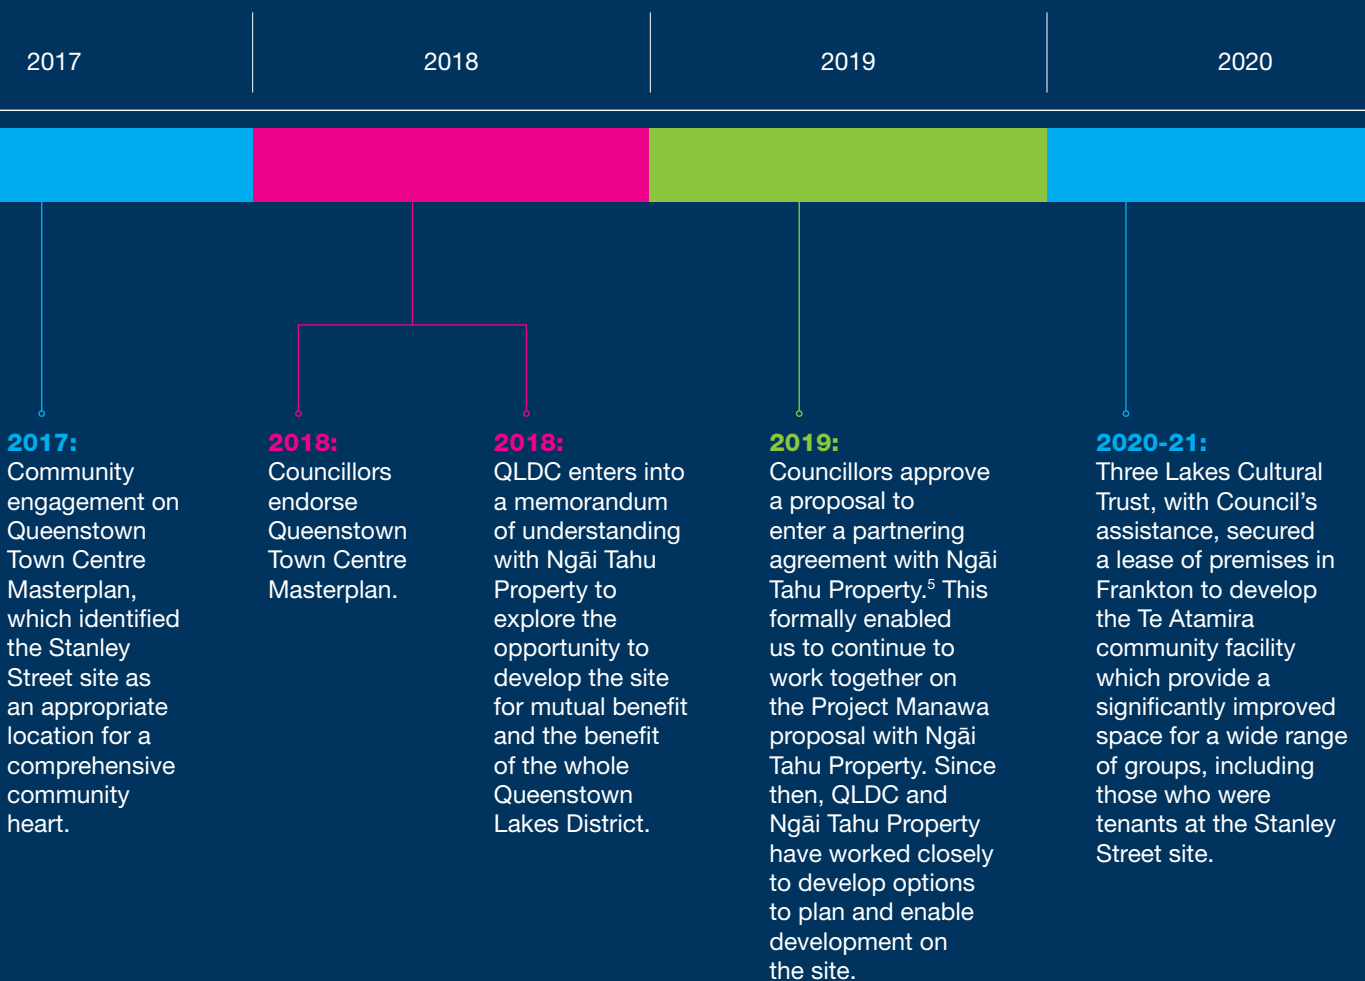 2017
2018
2019
2020
2017:
Community
engagement on
Queenstown
Town Centre
Masterplan,
which identified
the Stanley
Street site as
an appropriate
location for a
comprehensive
community
heart.
2018:
Councillors
endorse
Queenstown
Town Centre
Masterplan.
2018:
QLDC enters into
a memorandum
of understanding
with Ngāi Tahu
Property to
explore the
opportunity to
develop the site
for mutual benefit
and the benefit
of the whole
Queenstown
Lakes District.
2019:
Councillors approve
a proposal to
enter a partnering
agreement with Ngāi
Tahu Property.⁵ This
formally enabled
us to continue to
work together on
the Project Manawa
proposal with Ngāi
Tahu Property. Since
then, QLDC and
Ngāi Tahu Property
have worked closely
to develop options
to plan and enable
development on
the site.
2020-21:
Three Lakes Cultural
Trust, with Council’s
assistance, secured
a lease of premises in
Frankton to develop
the Te Atamira
community facility
which provide a
significantly improved
space for a wide range
of groups, including
those who were
tenants at the Stanley
Street site.